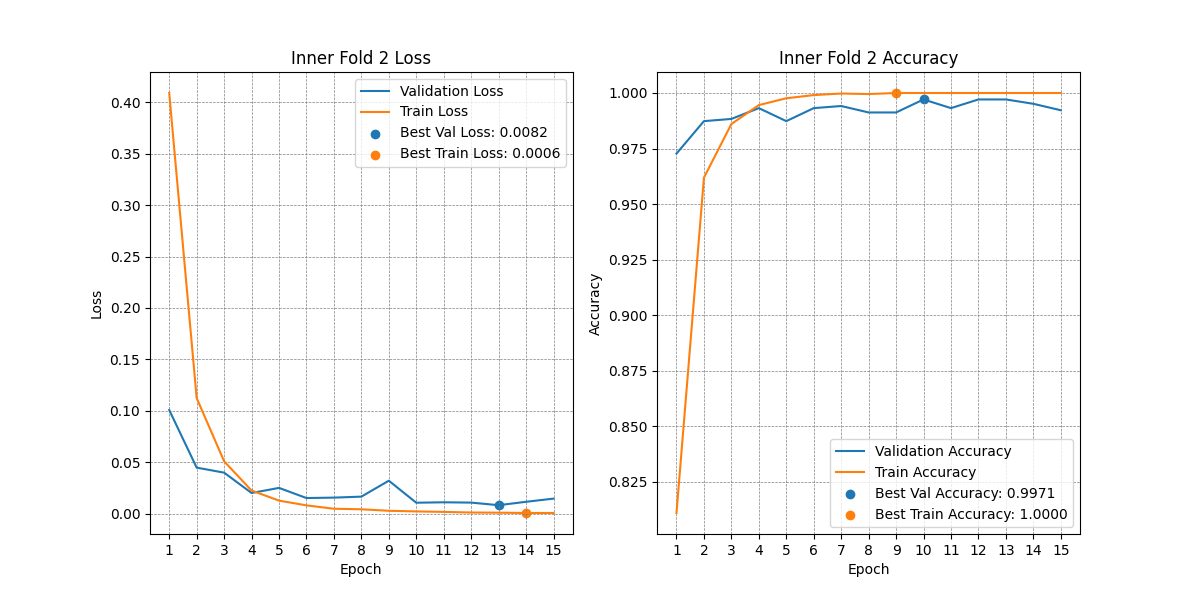 Inner Fold 2 Loss
Loss
0.40
0.35
0.30
0.25
0.20
0.15
0.10
0.05
0.00
Validation Loss
Train Loss
Best Val Loss: 0.0082
Best Train Loss: 0.0006
1 2 3 4 5 6 7 8 9 10 11 12 13 14 15
Epoch
Inner Fold 2 Accuracy
Accuracy
1.000
0.975
0.950
0.925
0.900
0.875
0.850
0.825
Validation Accuracy
Train Accuracy
Best Val Accuracy: 0.9971
Best Train Accuracy: 1.0000
1 2 3 4 5 6 7 8 9 10 11 12 13 14 15
Epoch